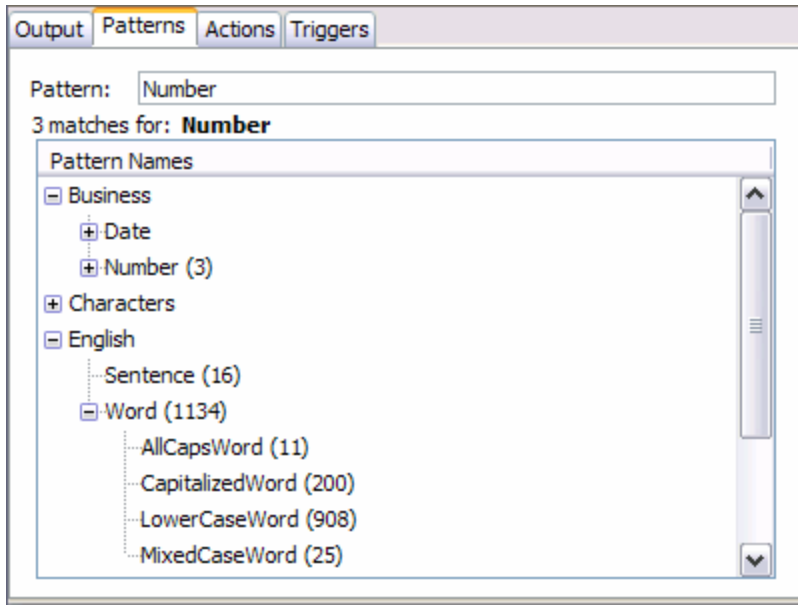 Output Patterns Actions Triggers
Pattern: Number
3 matches for: Number
Pattern Names
Business
Date
Number (3)
Characters
English
Sentence (16)
Word (1134)
AllCapsWord (11)
CapitalizedWord (200)
LowerCaseWord (908)
MixedCaseWord (25)